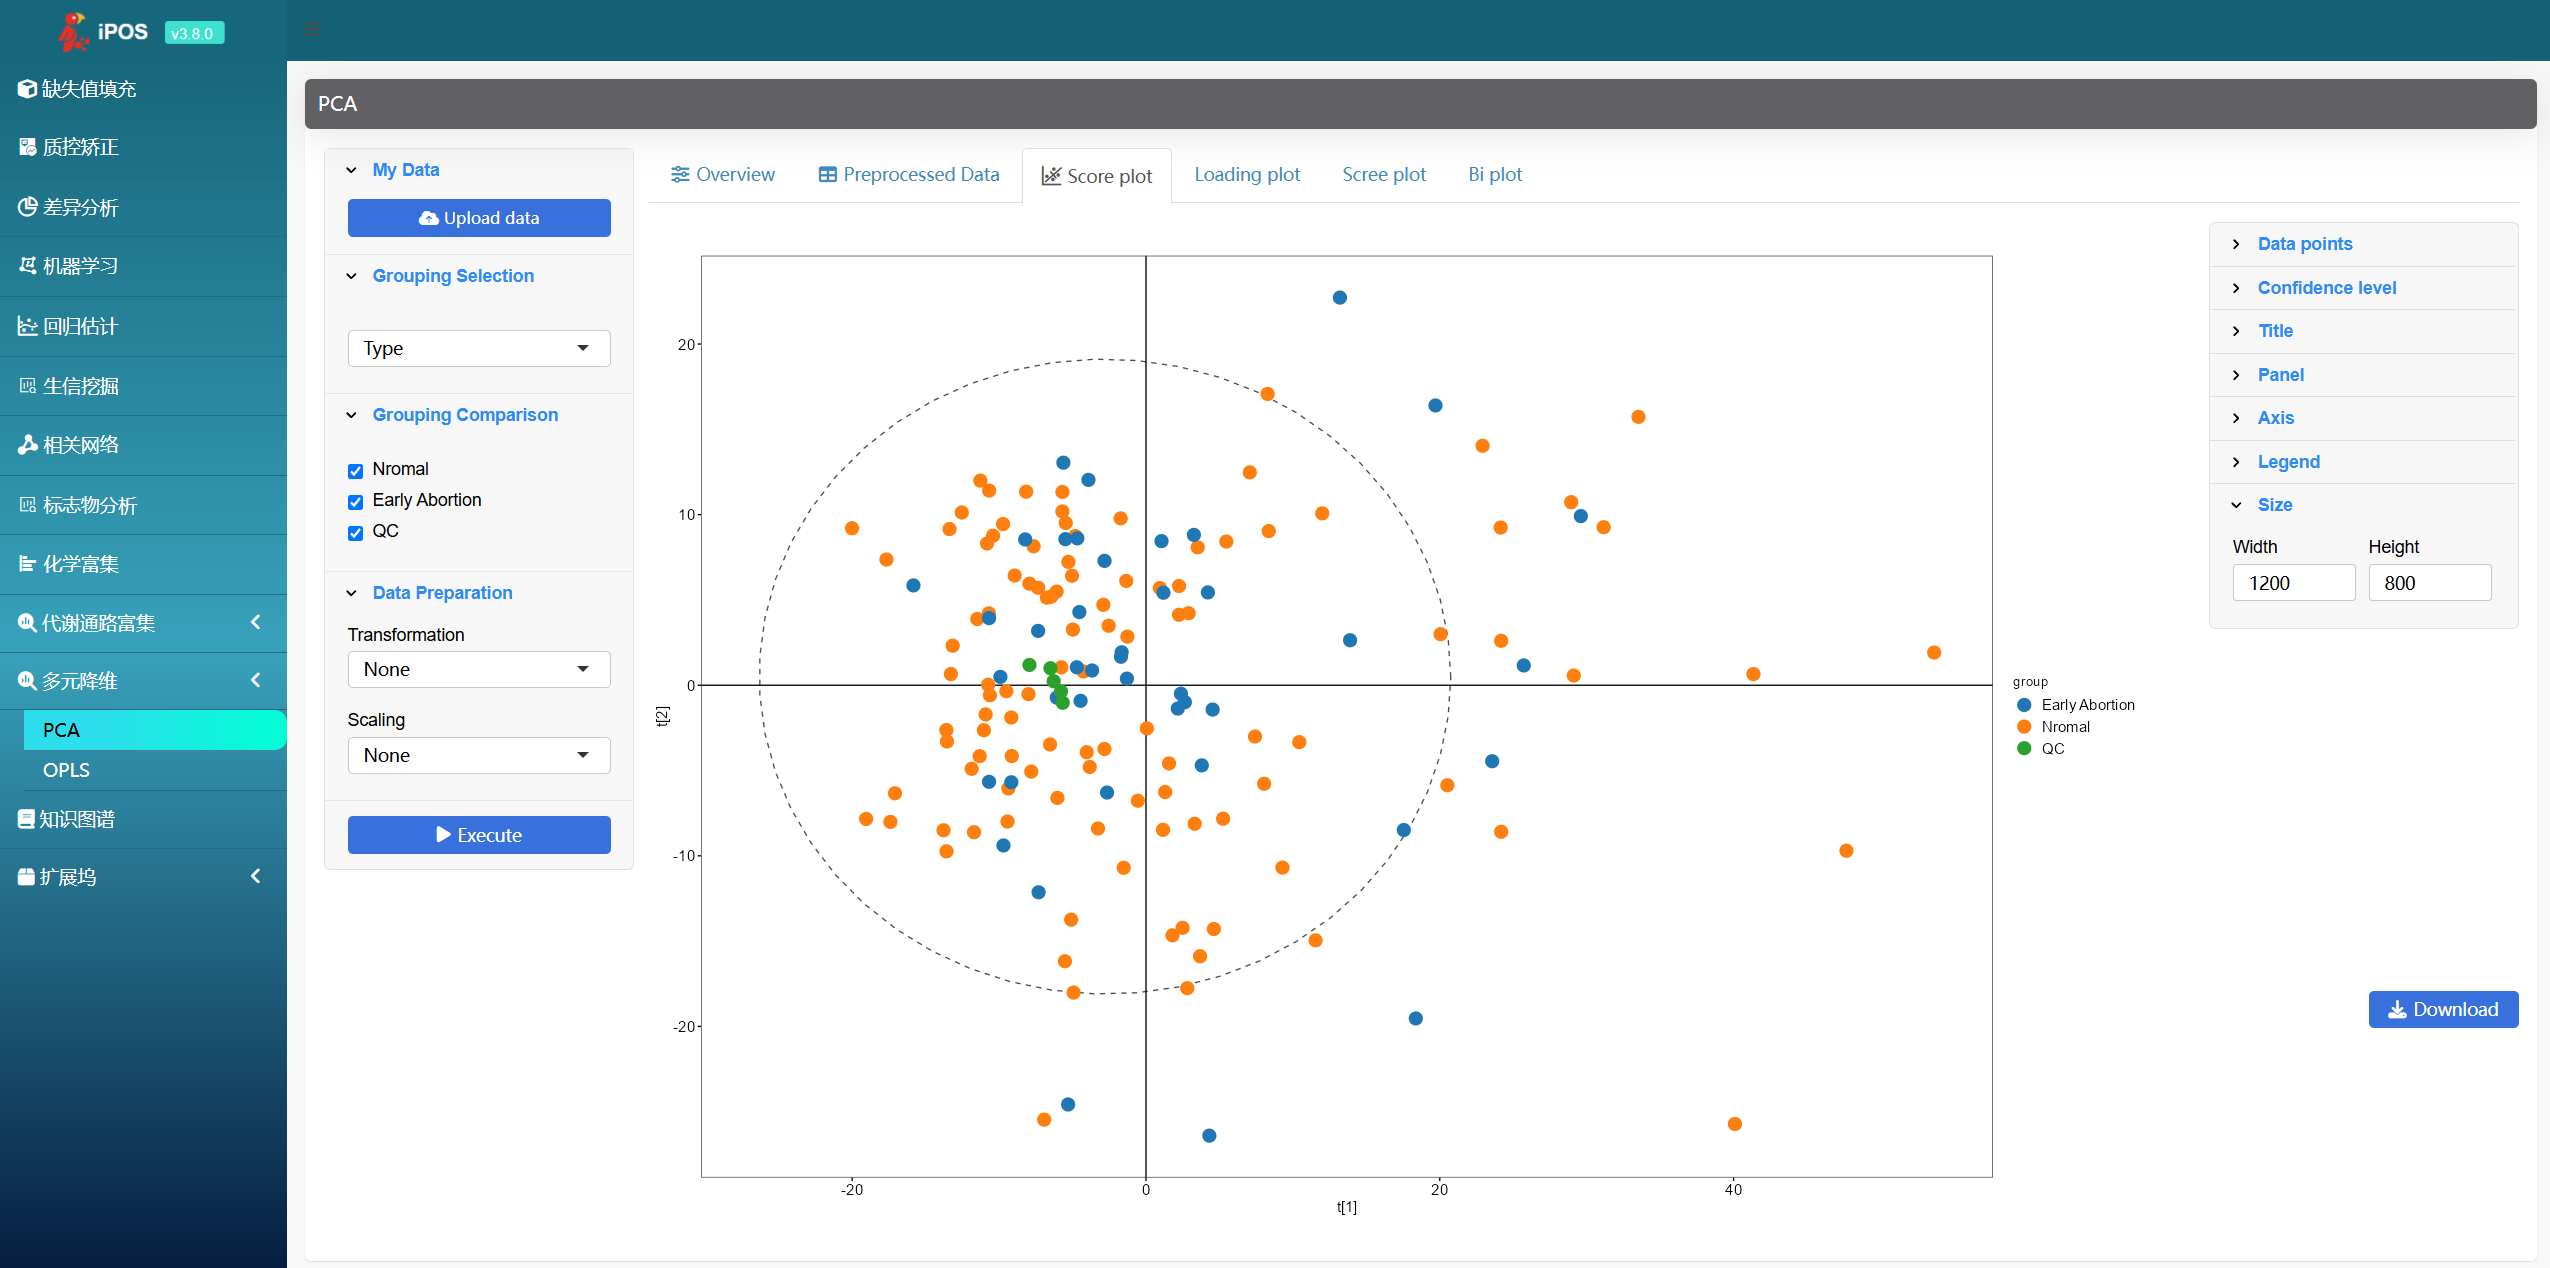 iPOS v3.8.0
缺失值填充
质控矫正
差异分析
机器学习
回归估计
生信挖掘
相关网络
标志物分析
化学富集
代谢通路富集
多元降维
PCA
OPLS
知识图谱
扩展坞
PCA
My Data
Upload data
Grouping Selection
Type
Grouping Comparison
Nromal
Early Abortion
QC
Data Preparation
Transformation
None
Scaling
None
Execute
Overview Preprocessed Data Score plot Loading plot Scree plot Bi plot
20
10
0
-10
-20
t[2]
-20 0 20 40
t[1]
group
Early Abortion
Nromal
QC
Data points
Confidence level
Title
Panel
Axis
Legend
Size
Width Height
1200 800
Download